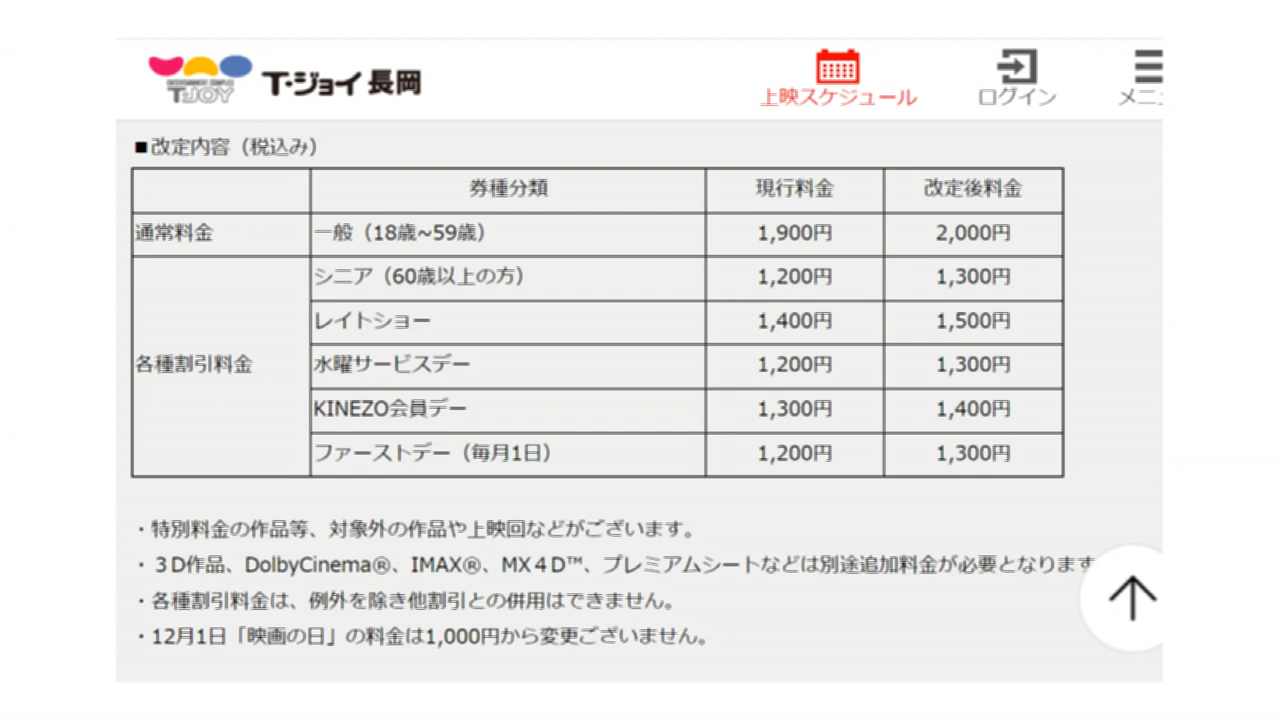 T·JOY
T・ジョイ 長岡
上映スケジュール
ログイン
メニ
■改定内容（税込み）
券種分類 現行料金 改定後料金
通常料金 一般（18歳~59歳） 1,900円 2,000円
シニア（60歳以上の方） 1,200円 1,300円
レイトショー 1,400円 1,500円
各種割引料金 水曜サービスデー 1,200円 1,300円
KINEZO会員デー 1,300円 1,400円
ファーストデー（毎月1日） 1,200円 1,300円
・特別料金の作品等、対象外の作品や上映回などがございます。
・３D作品、DolbyCinema®、IMAX®、MX４D™、プレミアムシートなどは別途追加料金が必要となります
・各種割引料金は、例外を除き他割引との併用はできません。
・12月1日「映画の日」の料金は1,000円から変更ございません。